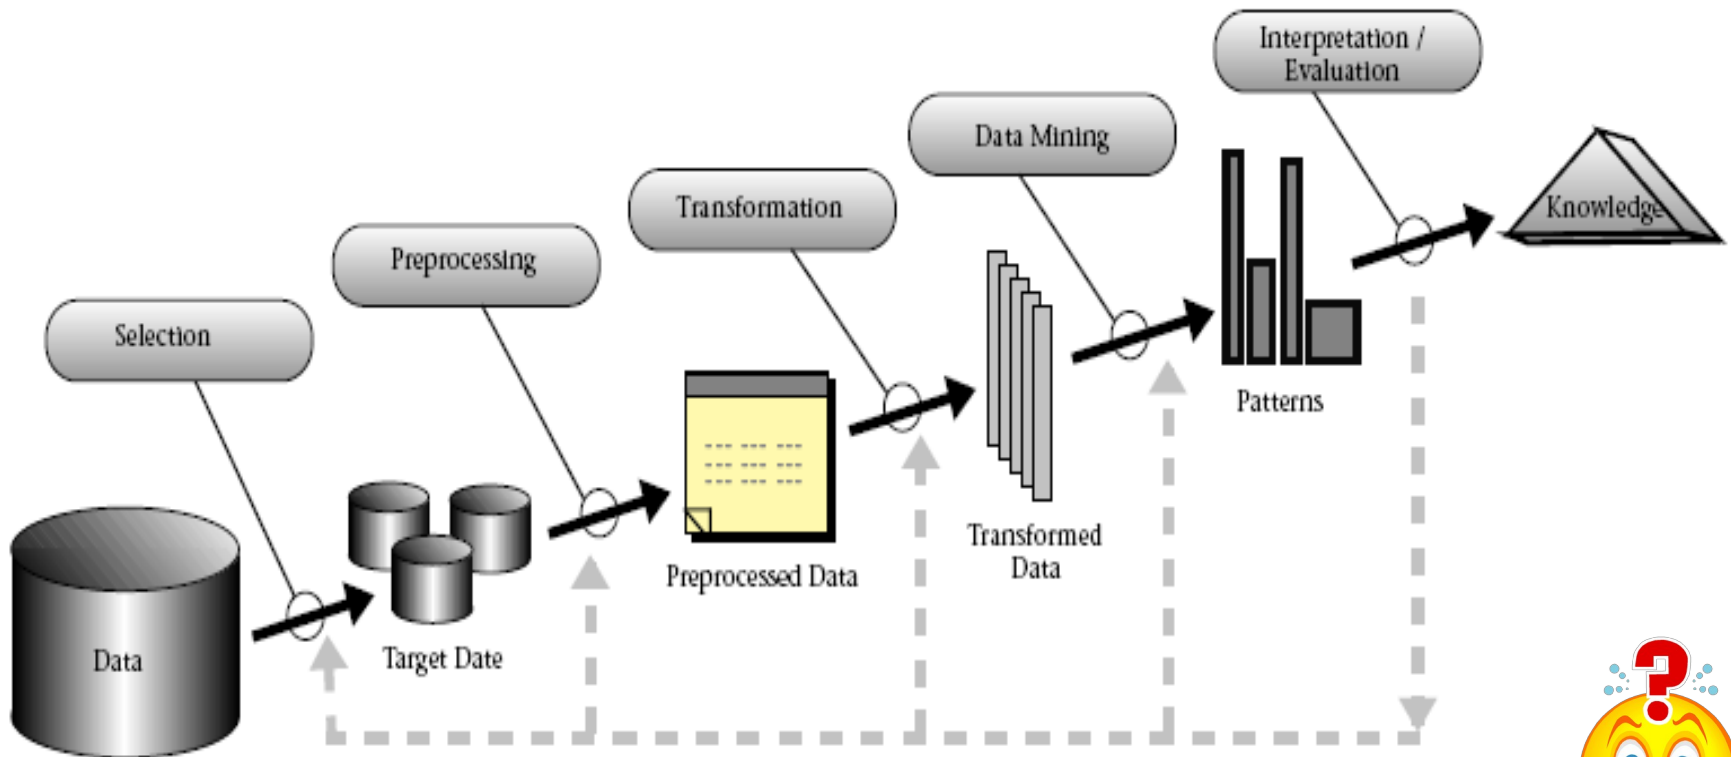 Interpretation /
Evaluation
Data Mining
Transformation
Knowledge
Preprocessing
Selection
Patterns
Transformed
Data
Preprocessed Data
Target Date
Data
?